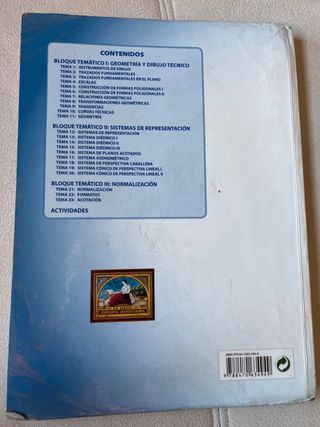 CONTENIDOS
BLOQUE TEMÁTICO I: GEOMETRÍA Y DIBUJO TÉCNICO
TEMA 1: INSTRUMENTOS DE DIBUJO
TEMA 2: TRAZADOS FUNDAMENTALES
TEMA 3: TRAZADOS FUNDAMENTALES EN EL PLANO
TEMA 4: ESCALAS
TEMA 5: CONSTRUCCIÓN DE FORMAS POLIGONALES I
TEMA 6: CONSTRUCCIÓN DE FORMAS POLIGONALES II
TEMA 7: RELACIONES GEOMÉTRICAS
TEMA 8: TRANSFORMACIONES GEOMÉTRICAS
TEMA 9: TANGENCIAS
TEMA 10: CURVAS TÉCNICAS
TEMA 11: GEOMETRÍA
BLOQUE TEMÁTICO II: SISTEMAS DE REPRESENTACIÓN
TEMA 12: SISTEMAS DE REPRESENTACIÓN
TEMA 13: SISTEMA DIÉDRICO I
TEMA 14: SISTEMA DIÉDRICO II
TEMA 15: SISTEMA DIÉDRICO III
TEMA 16: SISTEMA DE PLANOS ACOTADOS
TEMA 17: SISTEMA AXONOMÉTRICO
TEMA 18: SISTEMA DE PERSPECTIVA CABALLERA
TEMA 19: SISTEMA CÓNICO DE PERSPECTIVA LINEAL I
TEMA 20: SISTEMA CÓNICO DE PERSPECTIVA LINEAL II
BLOQUE TEMÁTICO III: NORMALIZACIÓN
TEMA 21: NORMALIZACIÓN
TEMA 22: FORMATOS
TEMA 23: ACOTACIÓN
ACTIVIDADES